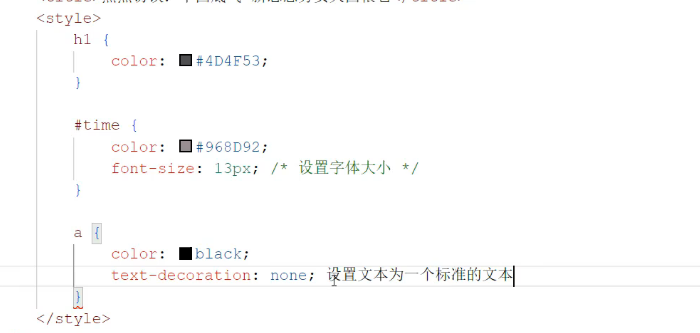 <style>
h1 {
color: #4D4F53;
}
#time {
color: #968D92;
font-size: 13px; /* 设置字体大小 */
}
a {
color: black;
text-decoration: none; 设置文本为一个标准的文本
}
</style>